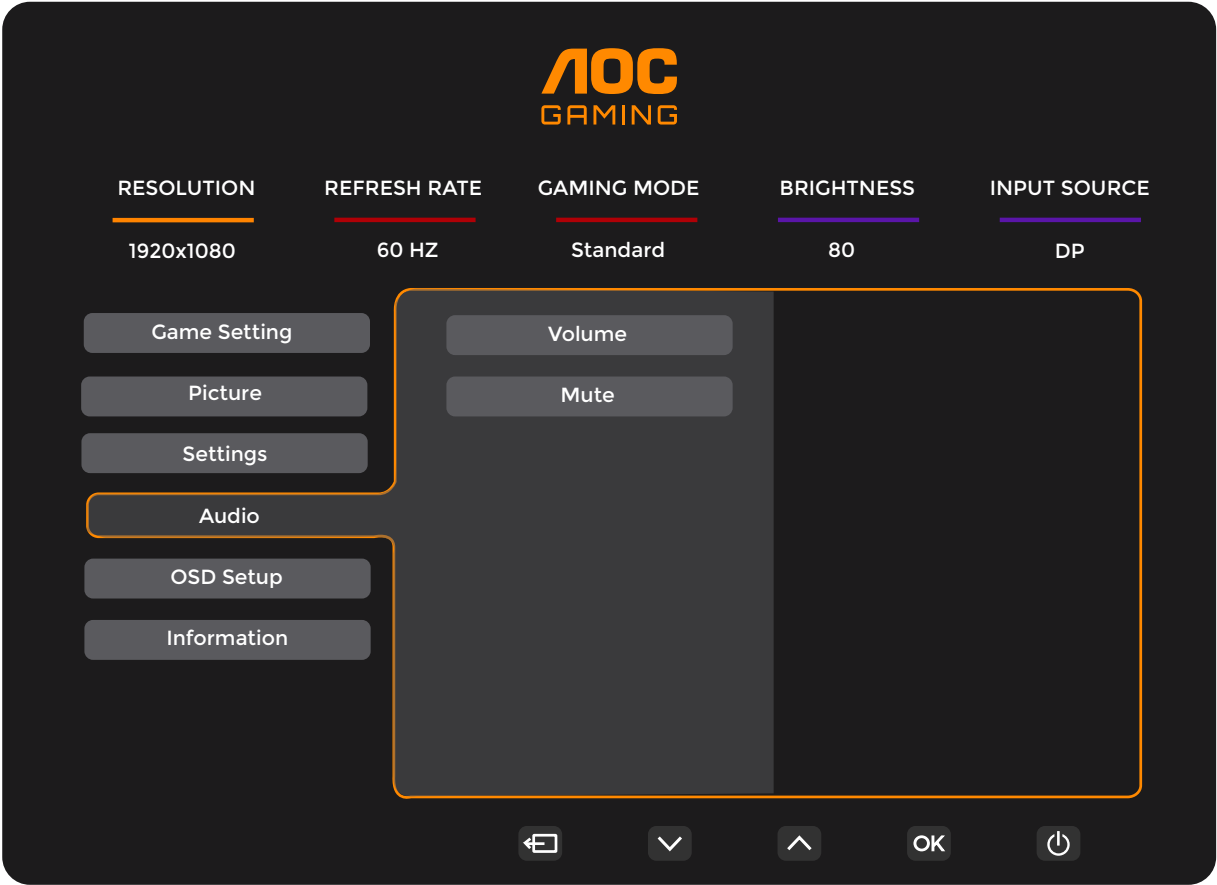 AOC
GAMING
RESOLUTION REFRESH RATE GAMING MODE BRIGHTNESS INPUT SOURCE
1920x1080 60 HZ Standard 80 DP
Game Setting Volume
Picture Mute
Settings
Audio
OSD Setup
Information
OK